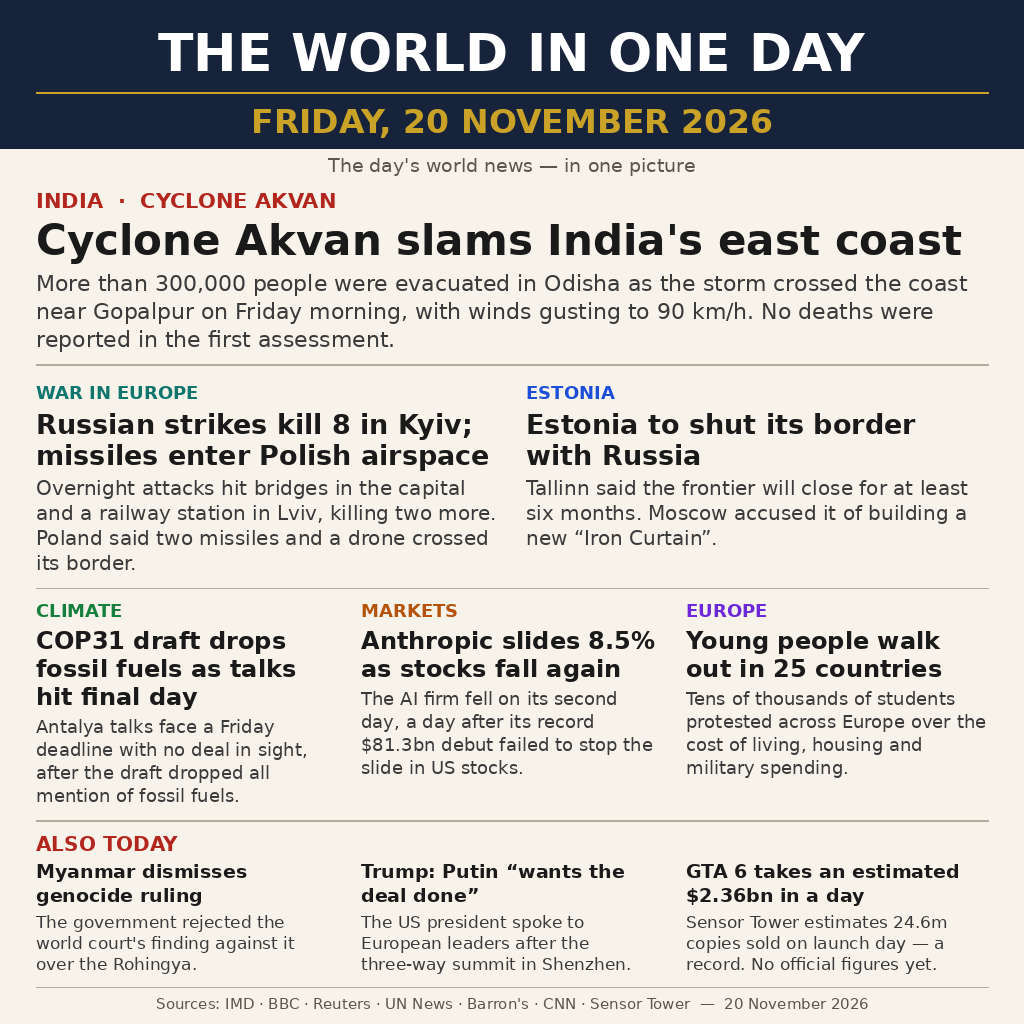 THE WORLD IN ONE DAY
FRIDAY, 20 NOVEMBER 2026
The day's world news — in one picture
INDIA · CYCLONE AKVAN
Cyclone Akvan slams India's east coast
More than 300,000 people were evacuated in Odisha as the storm crossed the coast
near Gopalpur on Friday morning, with winds gusting to 90 km/h. No deaths were
reported in the first assessment.
WAR IN EUROPE
Russian strikes kill 8 in Kyiv;
missiles enter Polish airspace
Overnight attacks hit bridges in the capital
and a railway station in Lviv, killing two more.
Poland said two missiles and a drone crossed
its border.
ESTONIA
Estonia to shut its border
with Russia
Tallinn said the frontier will close for at least
six months. Moscow accused it of building a
new “Iron Curtain”.
CLIMATE
COP31 draft drops
fossil fuels as talks
hit final day
Antalya talks face a Friday
deadline with no deal in sight,
after the draft dropped all
mention of fossil fuels.
MARKETS
Anthropic slides 8.5%
as stocks fall again
The AI firm fell on its second
day, a day after its record
$81.3bn debut failed to stop the
slide in US stocks.
EUROPE
Young people walk
out in 25 countries
Tens of thousands of students
protested across Europe over the
cost of living, housing and
military spending.
ALSO TODAY
Myanmar dismisses
genocide ruling
The government rejected the
world court's finding against it
over the Rohingya.
Trump: Putin “wants the
deal done”
The US president spoke to
European leaders after the
three-way summit in Shenzhen.
GTA 6 takes an estimated
$2.36bn in a day
Sensor Tower estimates 24.6m
copies sold on launch day — a
record. No official figures yet.
Sources: IMD · BBC · Reuters · UN News · Barron's · CNN · Sensor Tower — 20 November 2026